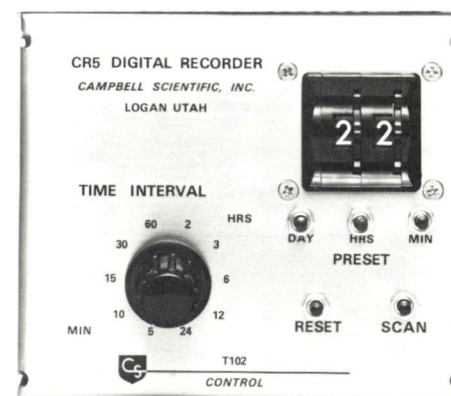 CR5 DIGITAL RECORDER
CAMPBELL SCIENTIFIC, INC.
LOGAN UTAH
2 2
TIME INTERVAL
HRS
60 2
30 3
15 6
10 12
5 24
MIN
DAY HRS MIN
PRESET
RESET SCAN
CS
T102
CONTROL